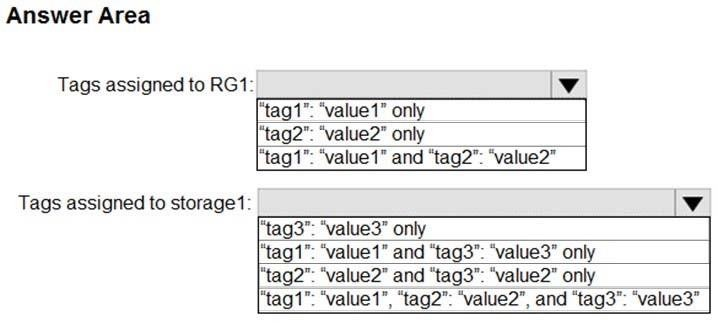 Answer Area
Tags assigned to RG1:
“tag1”: “value1” only
“tag2”: “value2” only
“tag1”: “value1” and “tag2”: “value2”
Tags assigned to storage1:
“tag3”: “value3” only
“tag1”: “value1” and “tag3”: “value3” only
“tag2”: “value2” and “tag3”: “value2” only
“tag1”: “value1”, “tag2”: “value2”, and “tag3”: “value3”